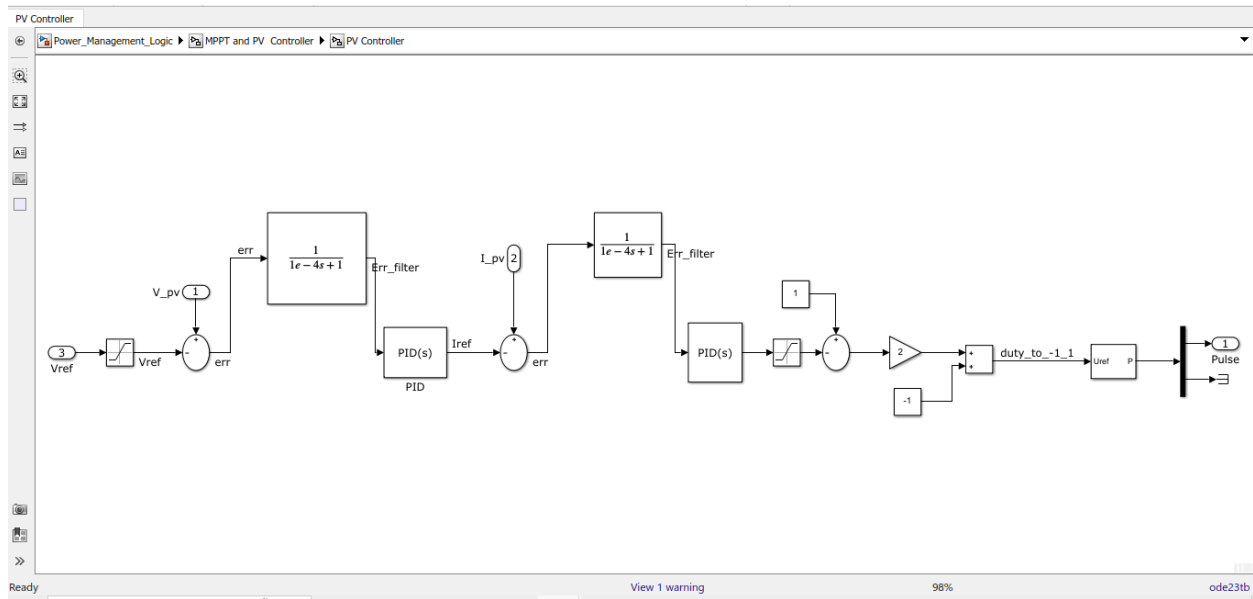 PV Controller
Power_Management_Logic MPPT and PV Controller PV Controller
V_pv 1
3
Vref
Vref
- +
err
err
1
1e − 4s + 1
Err_filter
PID(s)
PID
Iref
I_pv 2
- +
err
1
1e − 4s + 1
Err_filter
PID(s)
1
- +
2
-1
+
+
duty_to_-1_1
Uref P
1
Pulse
Ready
View 1 warning
98%
ode23tb